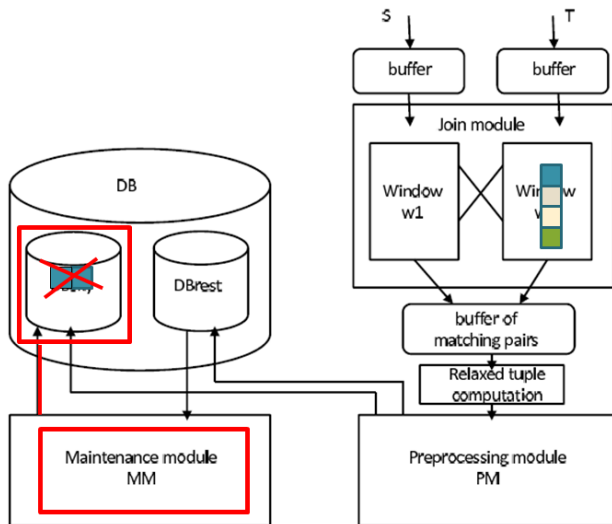 S T
buffer buffer
Join module
Window
w1
DB
DBrest
buffer of
matching pairs
Relaxed tuple
computation
Maintenance module
MM
Preprocessing module
PM